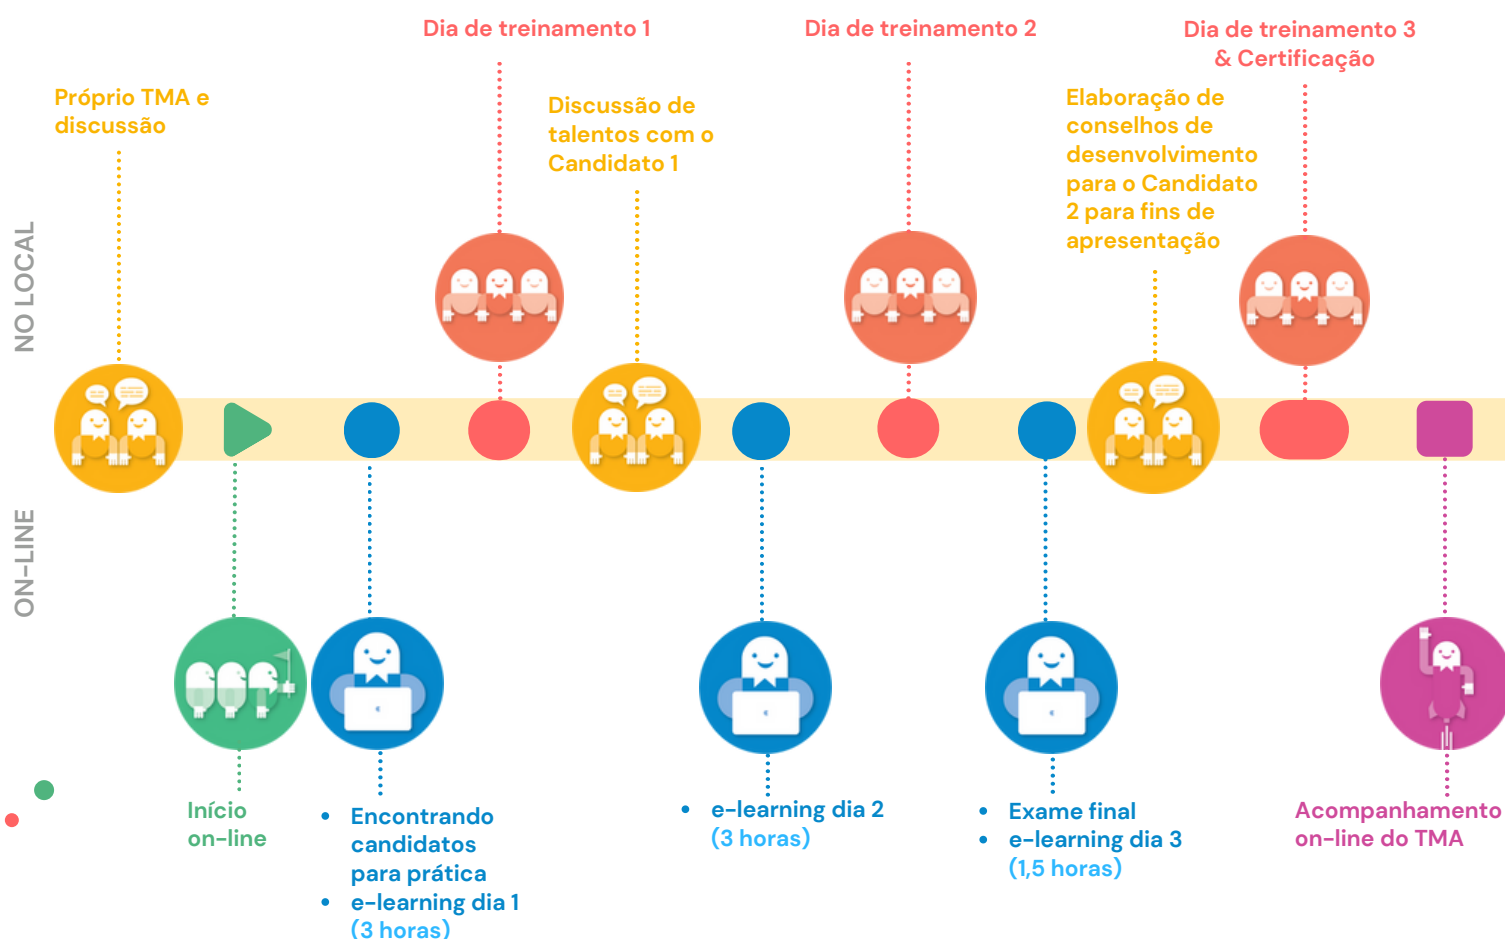 Dia de treinamento 1
Dia de treinamento 2
Dia de treinamento 3
& Certificação
Próprio TMA e
discussão
Discussão de
talentos com o
Candidato 1
Elaboração de
conselhos de
desenvolvimento
para o Candidato
2 para fins de
apresentação
NO LOCAL
ON-LINE
Início
on-line
• Encontrando
candidatos
para prática
• e-learning dia 1
(3 horas)
• e-learning dia 2
(3 horas)
• Exame final
• e-learning dia 3
(1,5 horas)
Acompanhamento
on-line do TMA